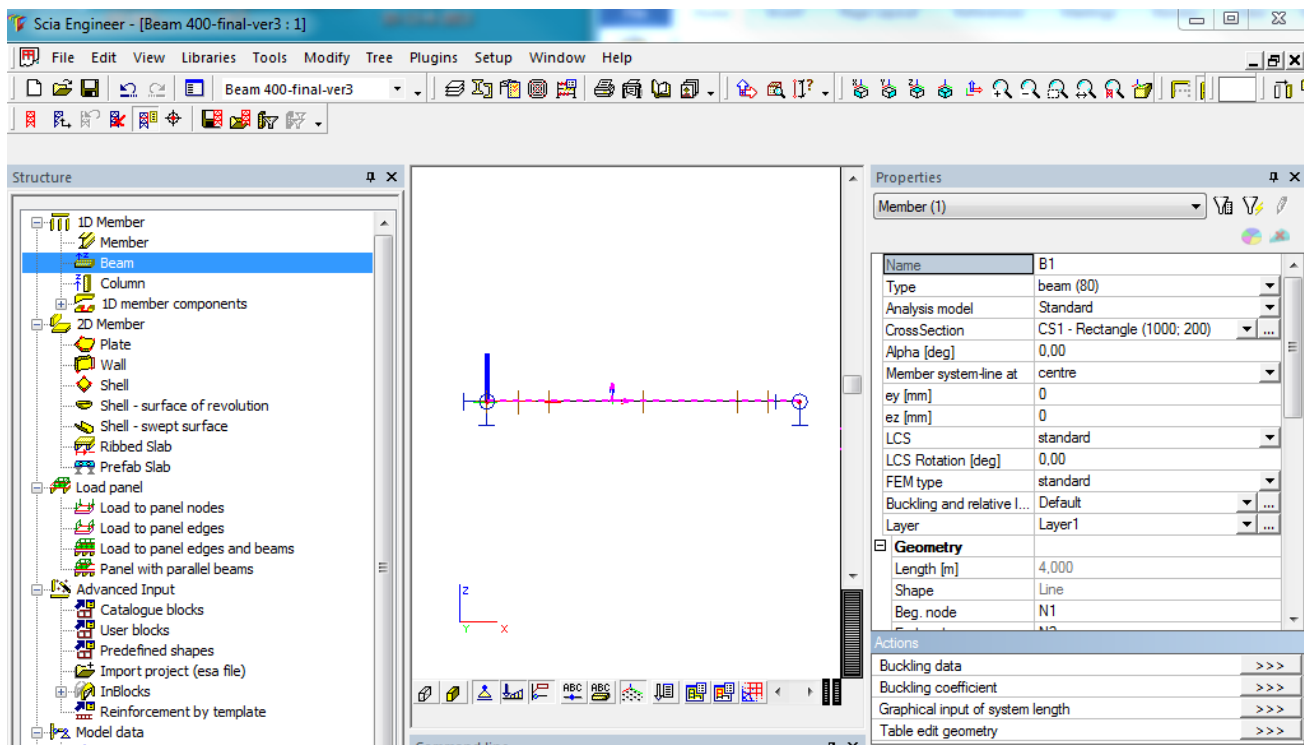 Scia Engineer - [Beam 400-final-ver3 : 1]
File Edit View Libraries Tools Modify Tree Plugins Setup Window Help
Beam 400-final-ver3
Structure
1D Member
Member
Beam
Column
1D member components
2D Member
Plate
Wall
Shell
Shell - surface of revolution
Shell - swept surface
Ribbed Slab
Prefab Slab
Load panel
Load to panel nodes
Load to panel edges
Load to panel edges and beams
Panel with parallel beams
Advanced Input
Catalogue blocks
User blocks
Predefined shapes
Import project (esa file)
InBlocks
Reinforcement by template
Model data
Z
Y X
ABC ABC
Properties
Member (1)
Name B1
Type beam (80)
Analysis model Standard
CrossSection CS1 - Rectangle (1000; 200)
Alpha [deg] 0,00
Member system-line at centre
ey [mm] 0
ez [mm] 0
LCS standard
LCS Rotation [deg] 0,00
FEM type standard
Buckling and relative l... Default
Layer Layer1
Geometry
Length [m] 4,000
Shape Line
Beg. node N1
Actions
Buckling data >>>
Buckling coefficient >>>
Graphical input of system length >>>
Table edit geometry >>>